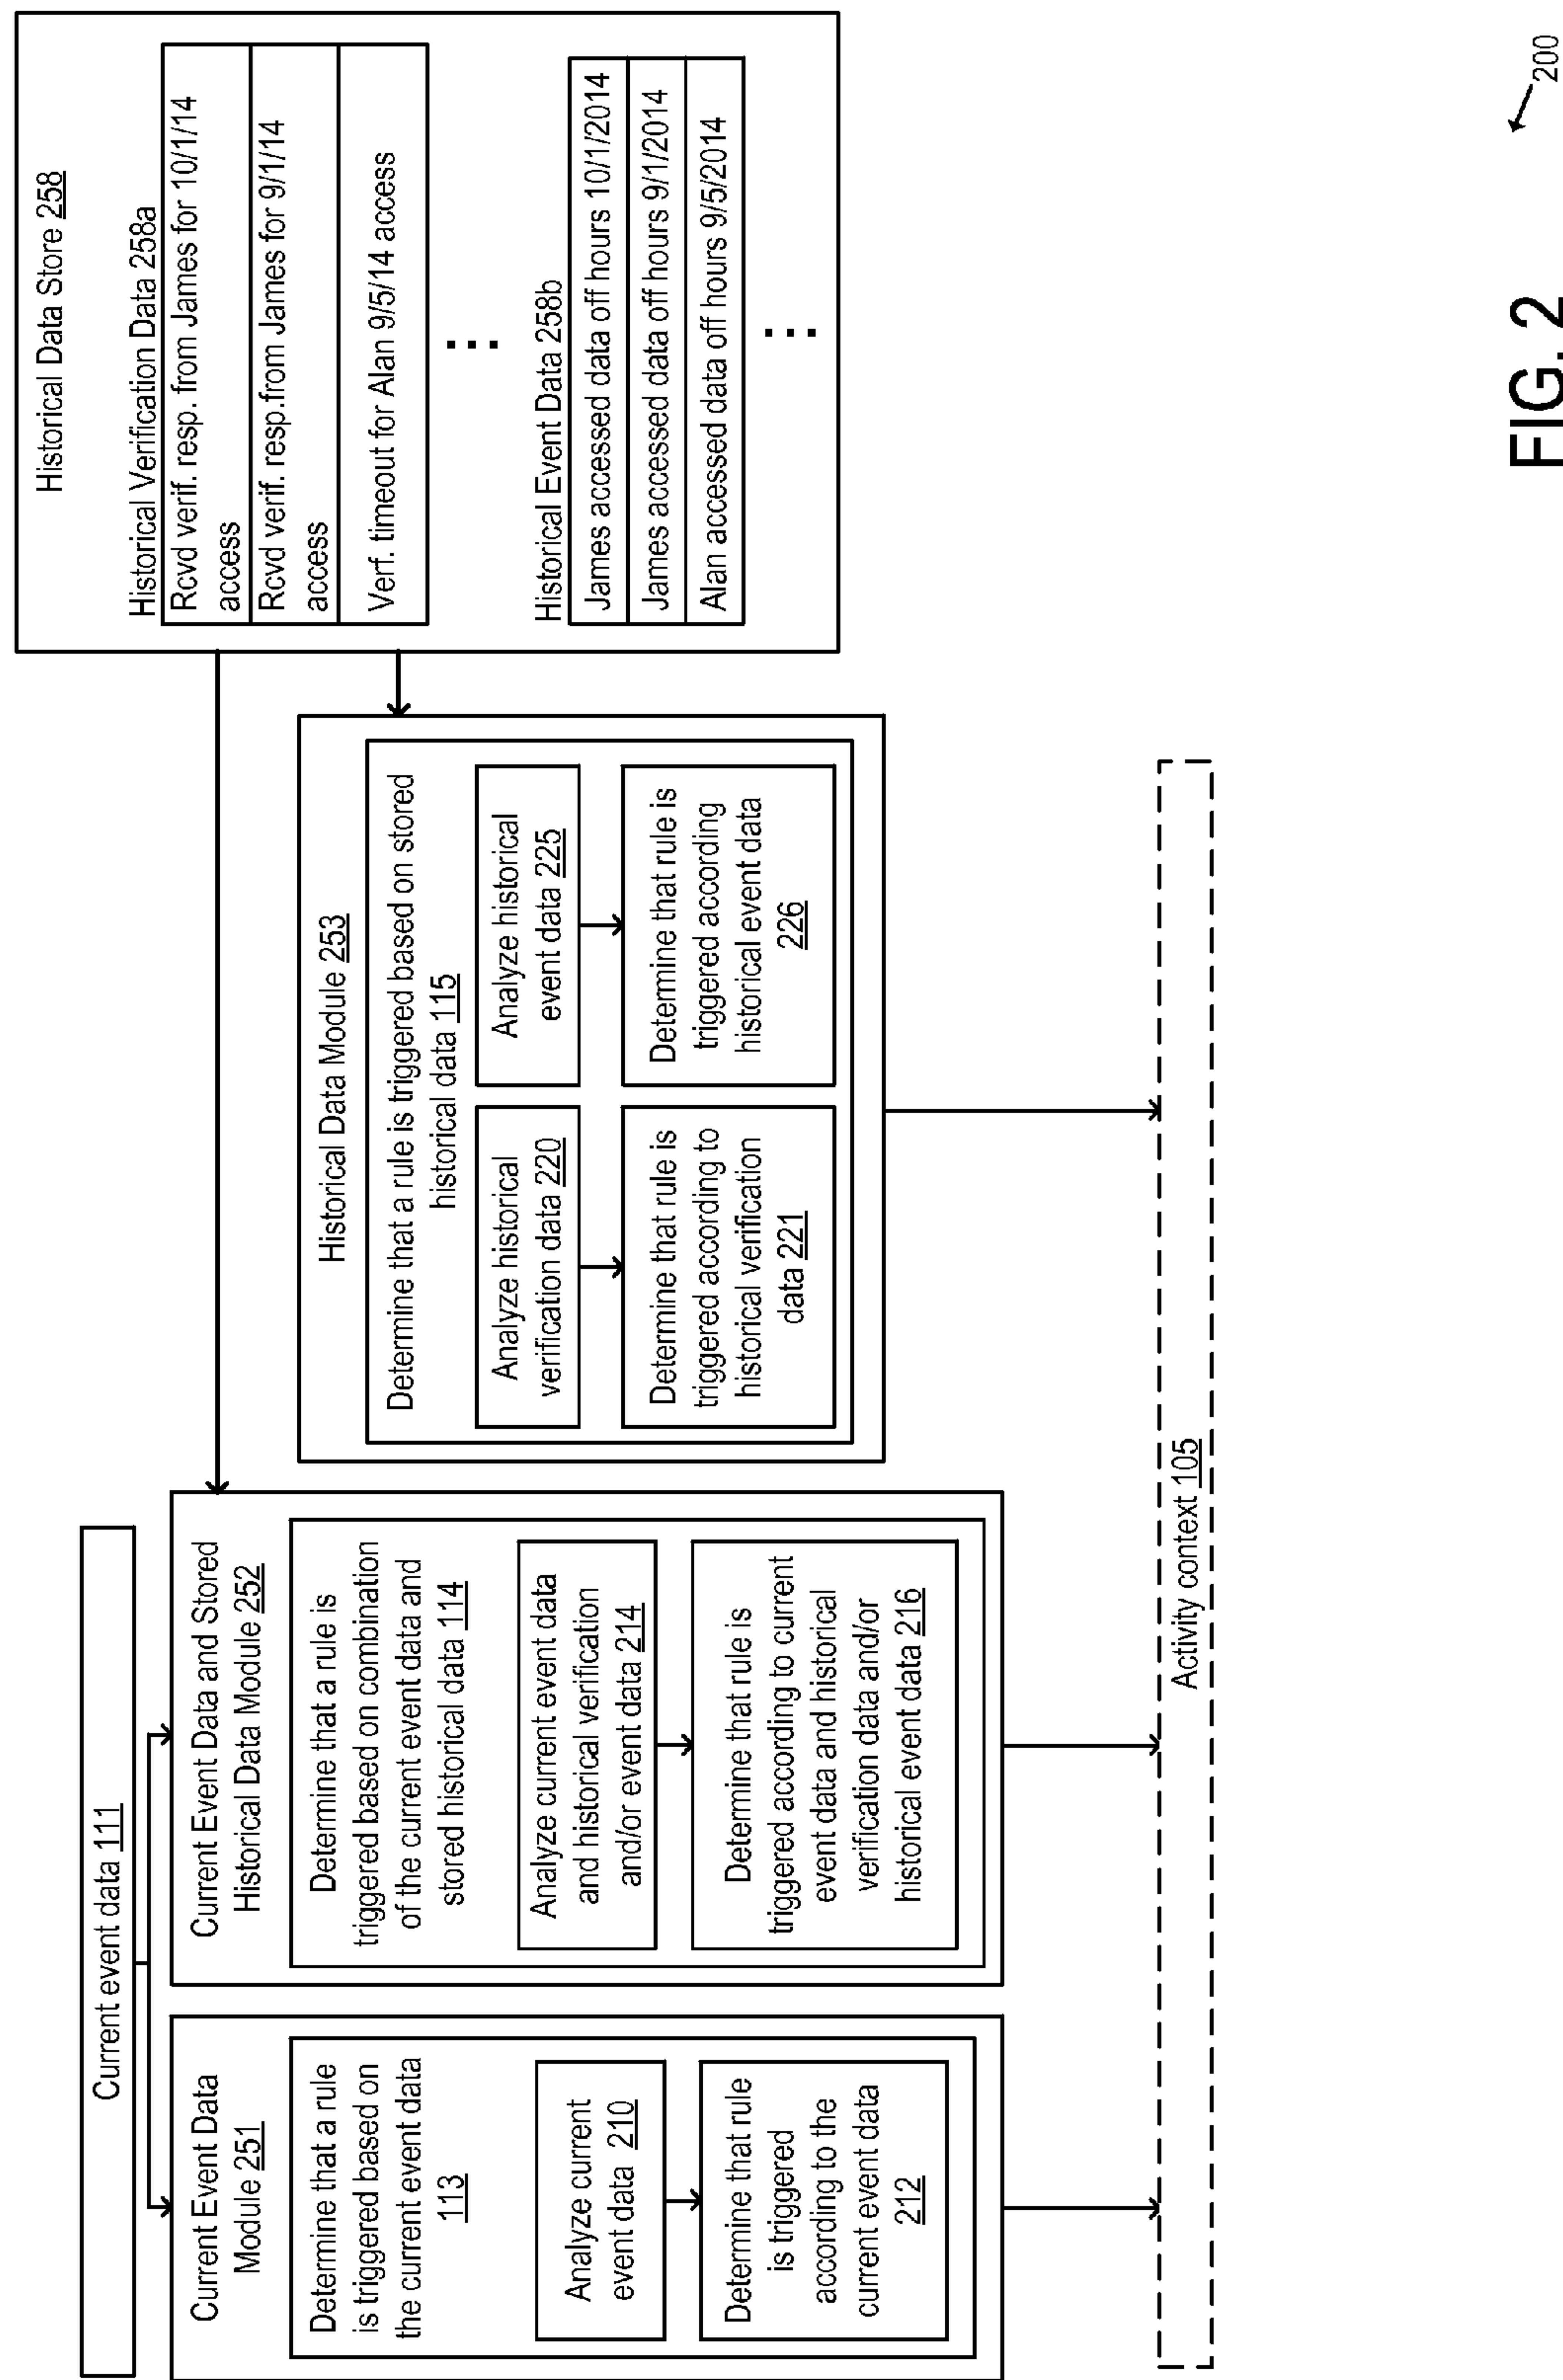 Current event data 111
Current Event Data
Module 251
Determine that a rule
is triggered based on
the current event data
113
Analyze current
event data 210
Determine that rule
is triggered
according to the
current event data
212
Current Event Data and Stored
Historical Data Module 252
Determine that a rule is
triggered based on combination
of the current event data and
stored historical data 114
Analyze current event data
and historical verification
and/or event data 214
Determine that rule is
triggered according to current
event data and historical
verification data and/or
historical event data 216
Historical Data Module 253
Determine that a rule is triggered based on stored
historical data 115
Analyze historical
verification data 220
Determine that rule is
triggered according to
historical verification
data 221
Analyze historical
event data 225
Determine that rule is
triggered according
historical event data
226
Historical Data Store 258
Historical Verification Data 258a
Rcvd verif. resp. from James for 10/1/14
access
Rcvd verif. resp.from James for 9/1/14
access
Verf. timeout for Alan 9/5/14 access
Historical Event Data 258b
James accessed data off hours 10/1/2014
James accessed data off hours 9/1/2014
Alan accessed data off hours 9/5/2014
Activity context 105
FIG. 2
200